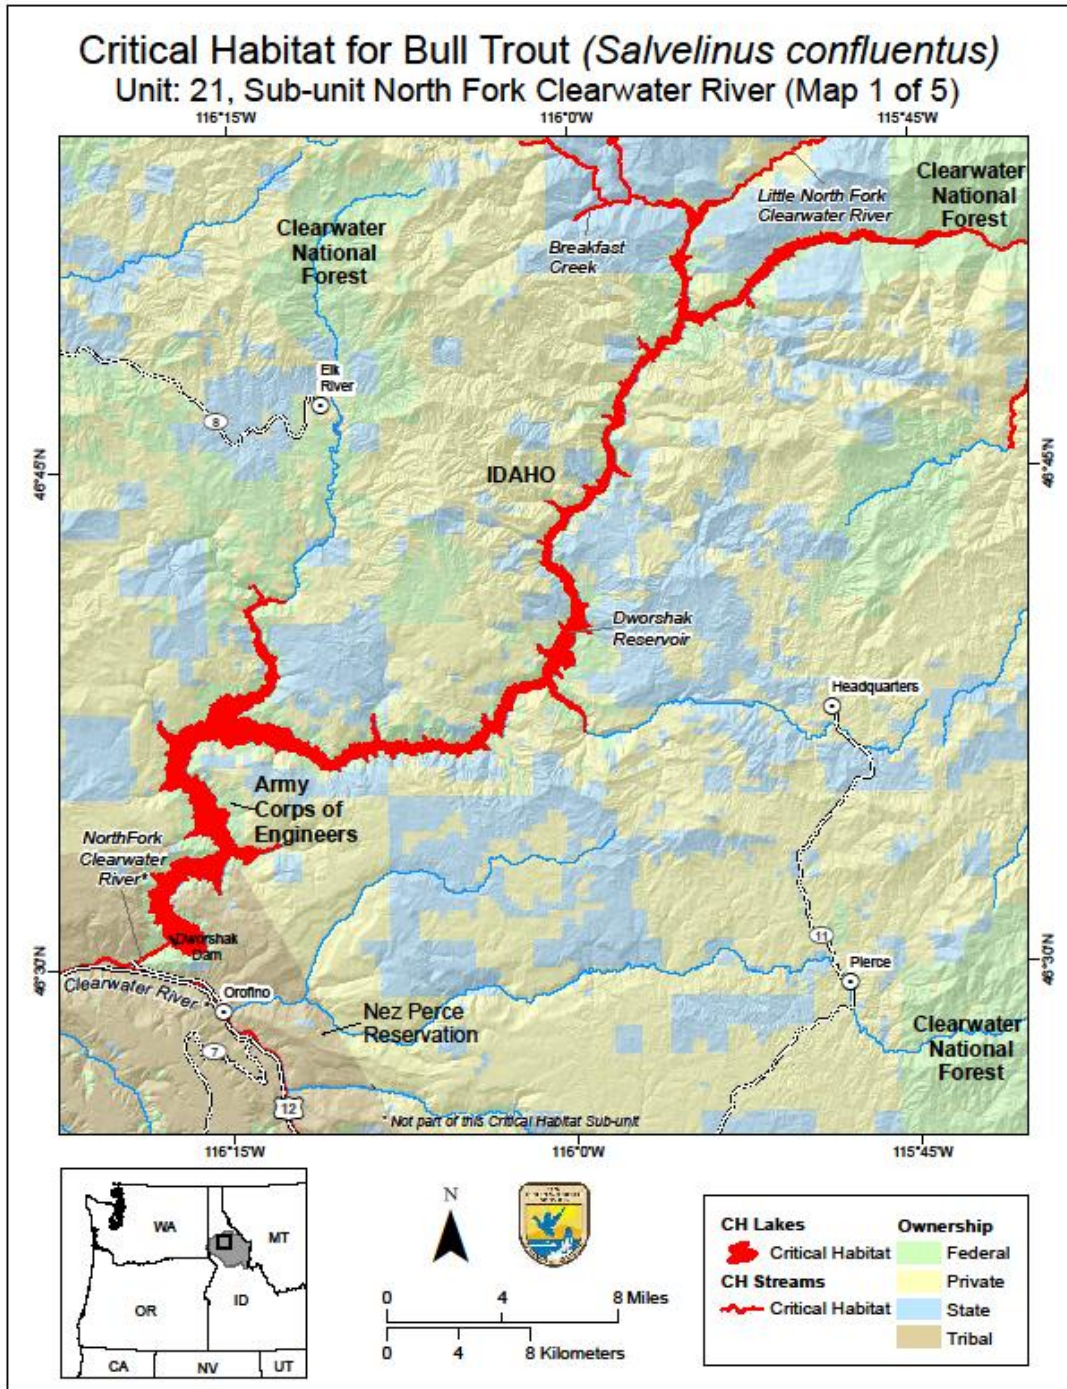 Critical Habitat for Bull Trout (Salvelinus confluentus)
Unit: 21, Sub-unit North Fork Clearwater River (Map 1 of 5)
116°15'W
116°0'W
115°45'W
Clearwater
National
Forest
Little North Fork
Clearwater River
Clearwater
National
Forest
Breakfast
Creek
Elk
River
8
46°45'N
46°45'N
IDAHO
Dworshak
Reservoir
Headquarters
Army
Corps of
Engineers
NorthFork
Clearwater
River*
Dworshak
Dam
11
46°30'N
46°30'N
Pierce
Clearwater River *
Orofino
Nez Perce
Reservation
Clearwater
National
Forest
7
12
* Not part of this Critical Habitat Sub-unit
116°15'W
116°0'W
115°45'W
WA
MT
OR
ID
CA
NV
UT
N
0
4
8 Miles
0
4
8 Kilometers
CH Lakes
Critical Habitat
CH Streams
Critical Habitat
Ownership
Federal
Private
State
Tribal